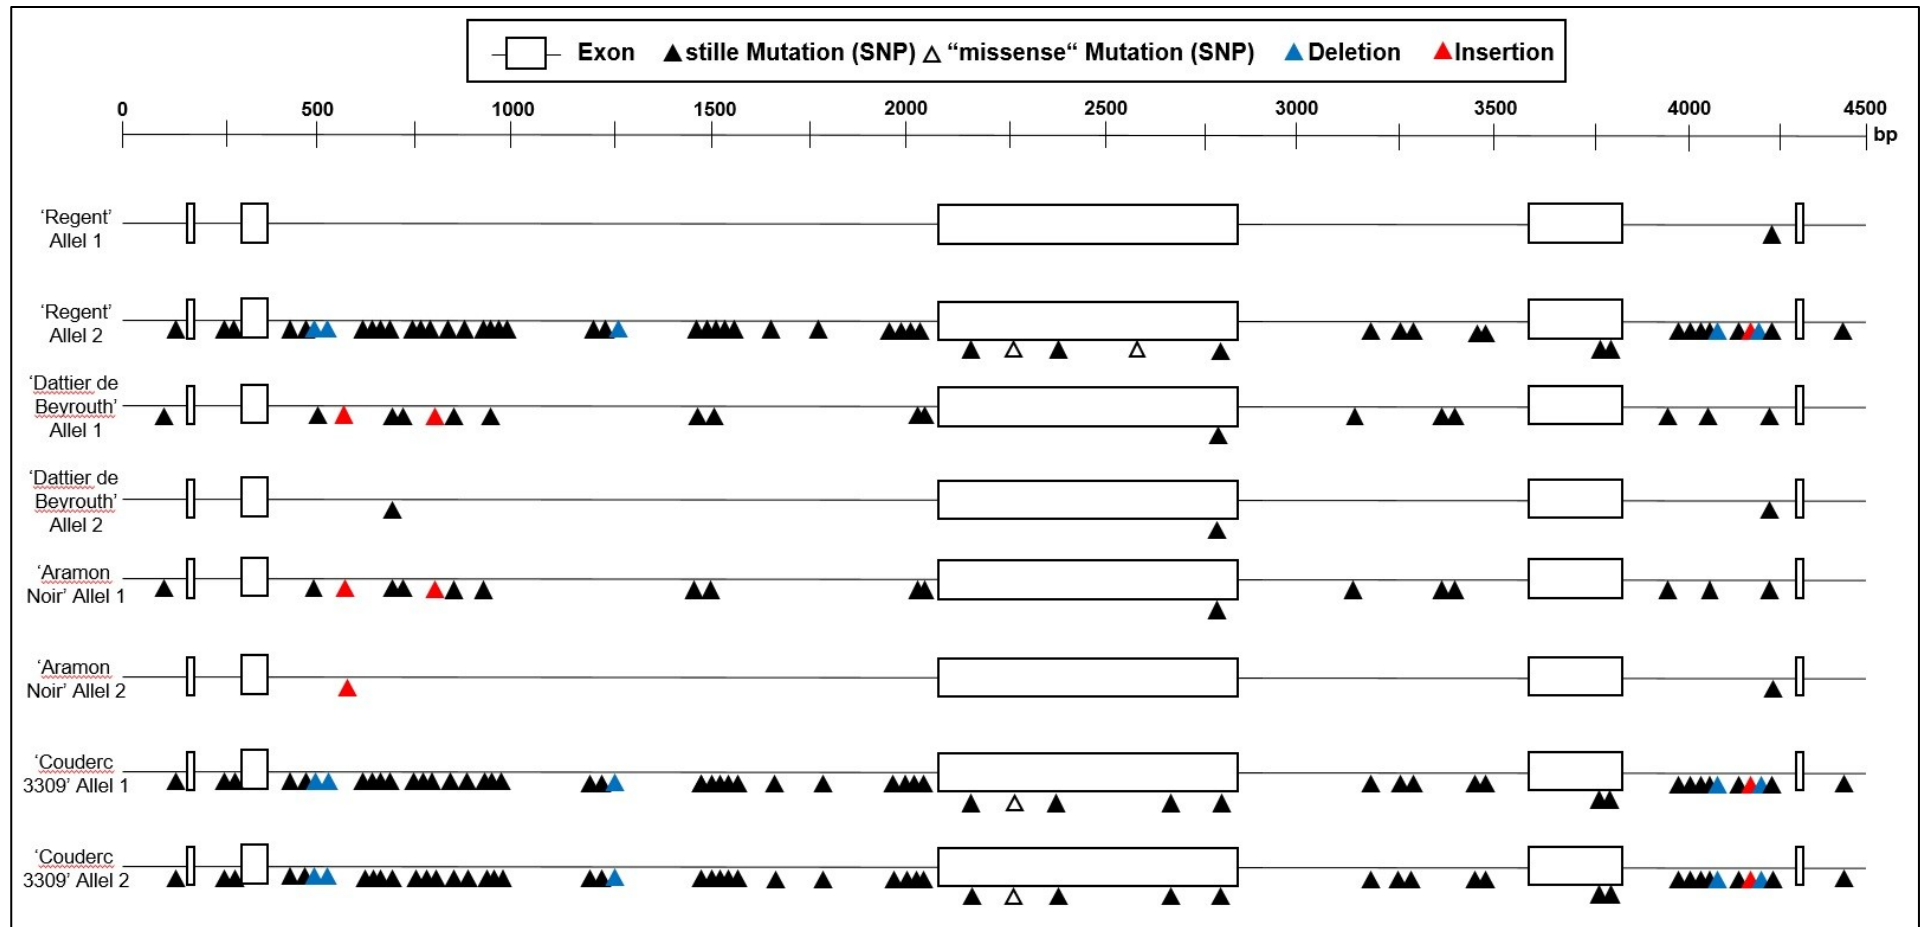 Exon stille Mutation (SNP) “missense“ Mutation (SNP) Deletion Insertion
0 500 1000 1500 2000 2500 3000 3500 4000 4500
bp
‘Regent’
Allel 1
‘Regent’
Allel 2
‘Dattier de
Beyrouth’
Allel 1
‘Dattier de
Beyrouth’
Allel 2
‘Aramon
Noir’ Allel 1
‘Aramon
Noir’ Allel 2
‘Couderc
3309’ Allel 1
‘Couderc
3309’ Allel 2